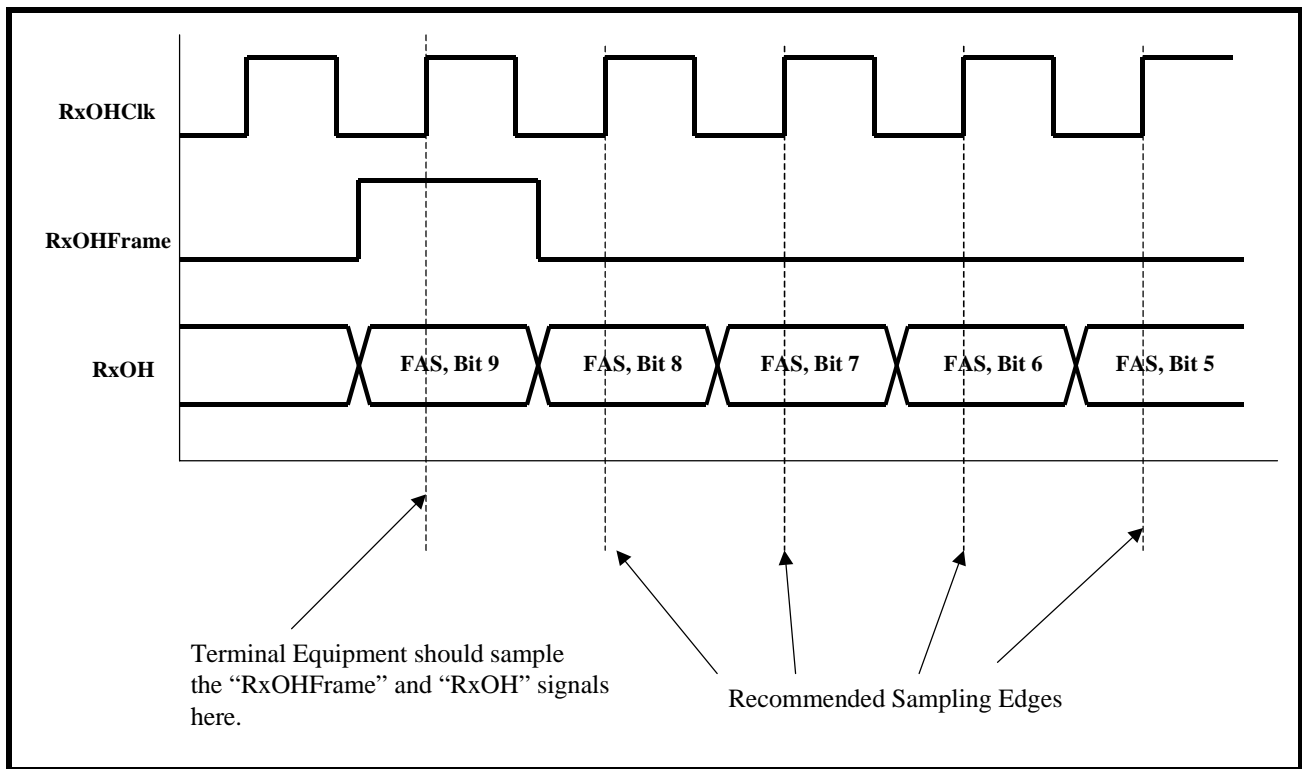 RxOHClk
RxOHFrame
RxOH
FAS, Bit 9
FAS, Bit 8
FAS, Bit 7
FAS, Bit 6
FAS, Bit 5
Terminal Equipment should sample
the “RxOHFrame” and “RxOH” signals
here.
Recommended Sampling Edges